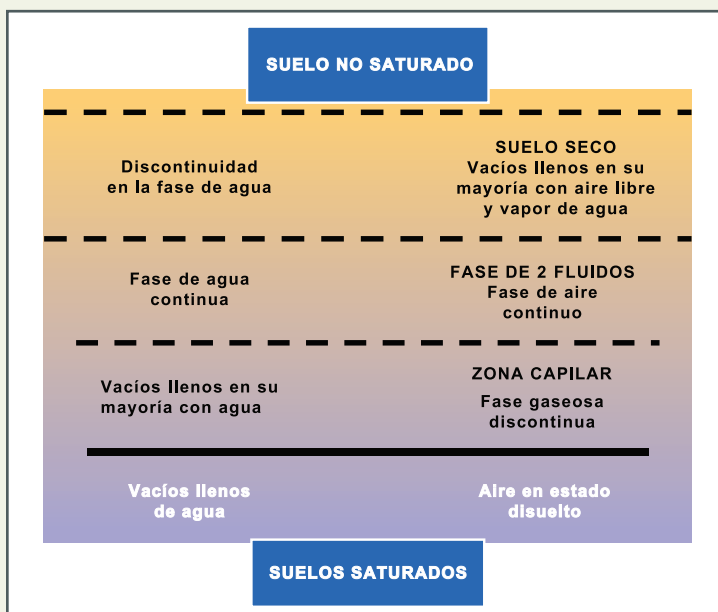 SUELO NO SATURADO
Discontinuidad
en la fase de agua
SUELO SECO
Vacíos llenos en su
mayoría con aire libre
y vapor de agua
Fase de agua
continua
FASE DE 2 FLUIDOS
Fase de aire
continuo
Vacíos llenos en su
mayoría con agua
ZONA CAPILAR
Fase gaseosa
discontinua
Vacíos llenos
de agua
Aire en estado
disuelto
SUELOS SATURADOS